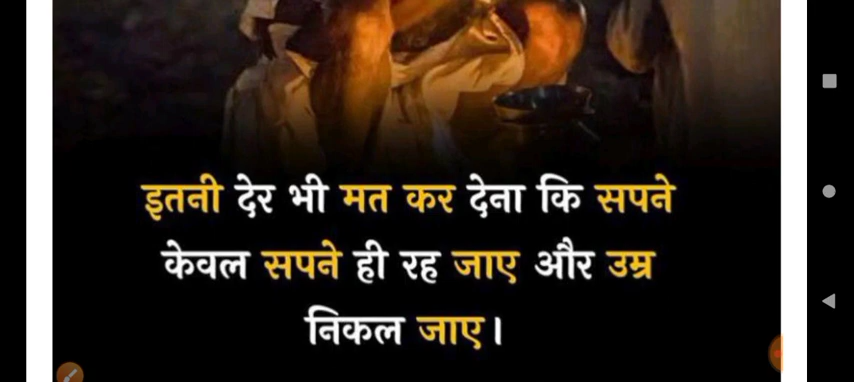 इतनी देर भी मत कर देना कि सपने
केवल सपने ही रह जाए और उम्र
निकल जाए।